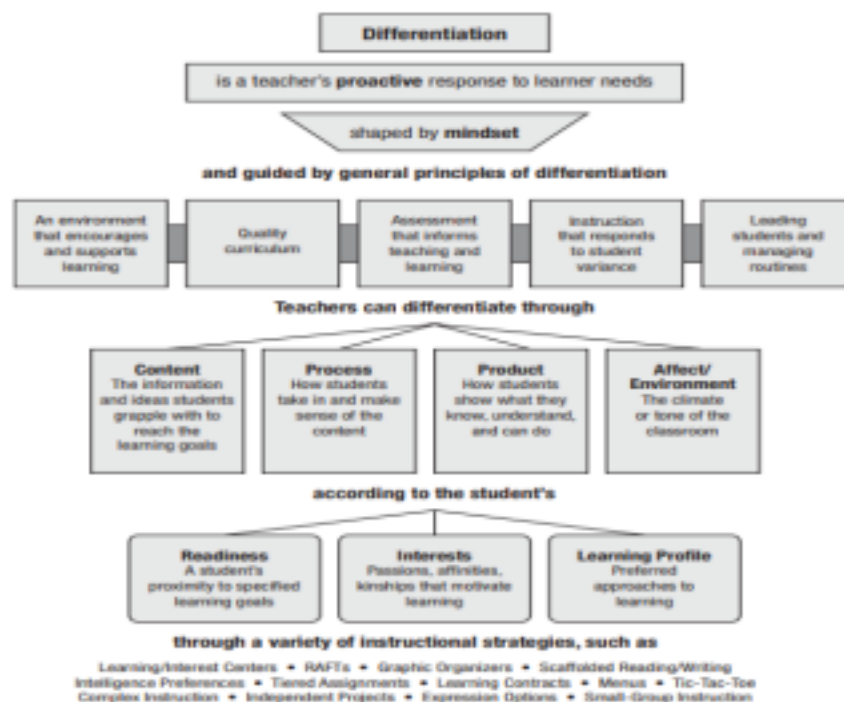 Differentiation
is a teacher's proactive response to learner needs
shaped by mindset
and guided by general principles of differentiation
An environment
that encourages
and supports
learning
Quality
curriculum
Assessment
that informs
teaching and
learning
Instruction
that responds
to student
variance
Leading
students and
managing
routines
Teachers can differentiate through
Content
The information
and ideas students
grapple with to
reach the
learning goals
Process
How students
take in and make
sense of the
content
Product
How students
show what they
know, understand,
and can do
Affect/
Environment
The climate
or tone of the
classroom
according to the student's
Readiness
A student's
proximity to specified
learning goals
Interests
Passions, affinities,
kinships that motivate
learning
Learning Profile
Preferred
approaches to
learning
through a variety of instructional strategies, such as
Learning/Interest Centers • RAFTs • Graphic Organizers • Scaffolded Reading/Writing
Intelligence Preferences • Tiered Assignments • Learning Contracts • Menus • Tic-Tac-Toe
Complex Instruction • Independent Projects • Expression Options • Small-Group Instruction